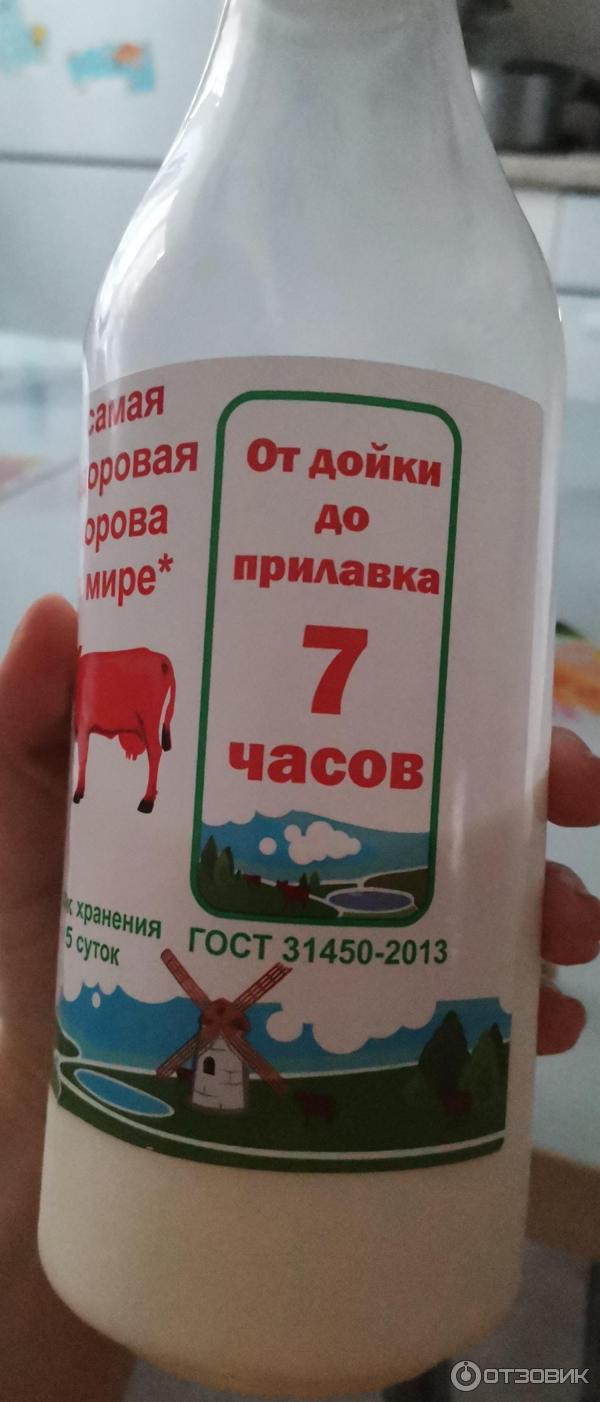 самая
оровая
орова
мире*
От дойки
до
прилавка
7
часов
к хранения
5 суток
ГОСТ 31450-2013
ОТЗОВИК